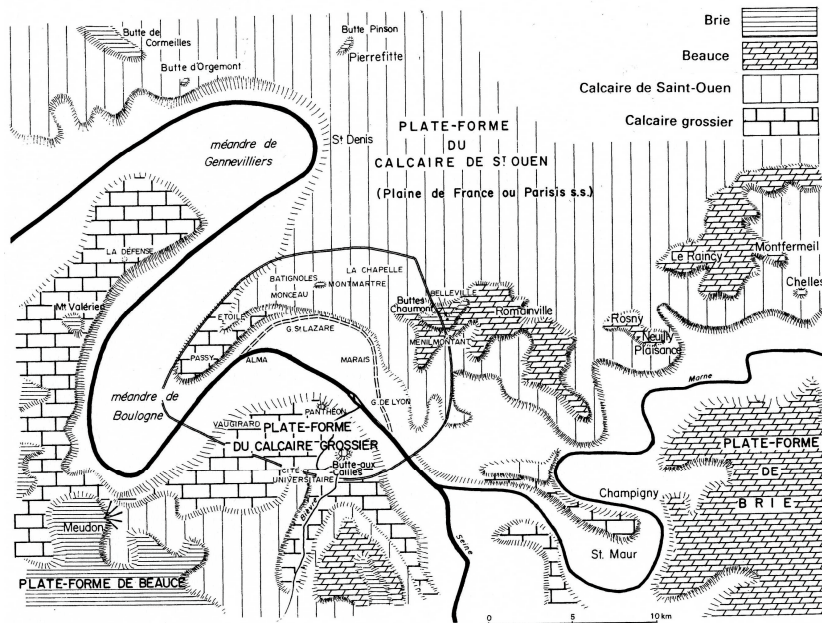 Butte de
Cormeilles
Butte Pinson
Pierrefitte
Butte d'Orgemont
Brie
Beauce
Calcaire de Saint-Ouen
Calcaire grossier
méandre de
Gennevilliers
St Denis
PLATE-FORME
DU
CALCAIRE DE ST OUEN
(Plaine de France ou Parisis s.s.)
LA DÉFENSE
Mt Valérien
BATIGNOLES
MONCEAU
LA CHAPELLE
MONTMARTRE
ETOILE
G. ST LAZARE
PASSY
ALMA
MARAIS
BELLEVILLE
Buttes
Chaumont
MENILMONTANT
Romainville
Le Raincy
Montfermeil
Chelles
Rosny
Neuilly
Plaisance
Marne
méandre de
Boulogne
PANTHÉON
G. DE LYON
VAUGIRARD
PLATE-FORME
DU CALCAIRE GROSSIER
Butte-aux
Cailles
CITÉ
UNIVERSITAIRE
Bièvre
Meudon
PLATE-FORME DE BEAUCE
Seine
Champigny
St. Maur
PLATE-FORME
DE
BRIE
0 5 10 km